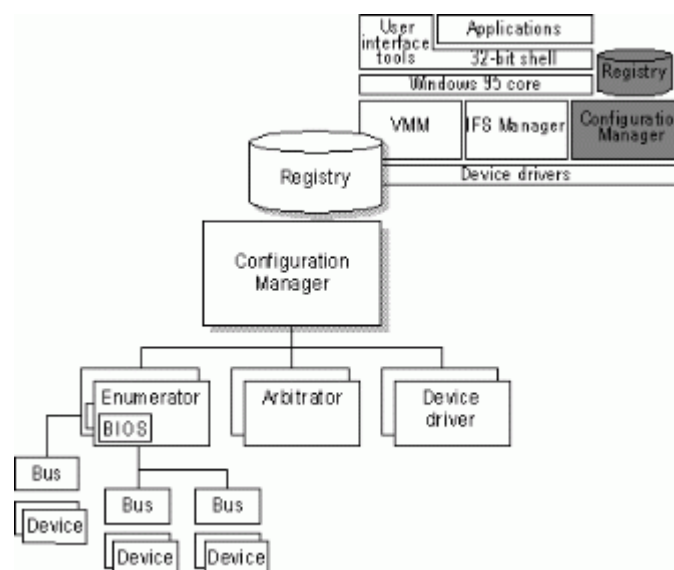 User
interface
tools
Applications
32-bit shell
Registry
Windows 95 core
VMM
IFS Manager
Configuratio
Manager
Device drivers
Registry
Configuration
Manager
Enumerator
BIOS
Arbitrator
Device
driver
Bus
Device
Bus
Device
Bus
Device